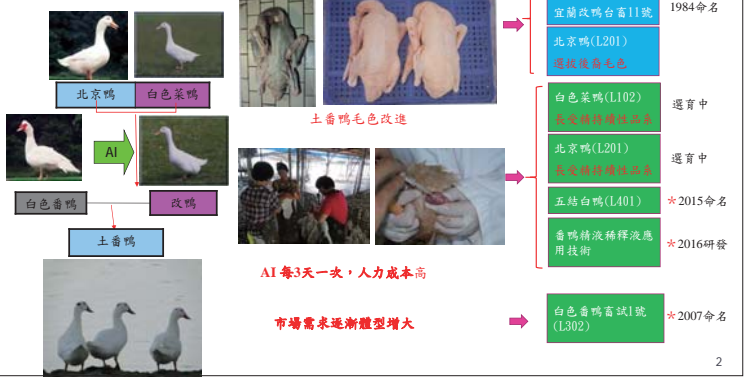 北京鴨
白色菜鴨
AI
白色番鴨
改鴨
土番鴨
土番鴨毛色改進
AI 每3天一次，人力成本高
市場需求逐漸體型增大
宜蘭改鴨台畜11號
1984命名
北京鴨(L201)
選拔後裔毛色
白色菜鴨(L102)
長受精持續性品系
選育中
北京鴨(L201)
長受精持續性品系
選育中
五結白鴨(L401)
*2015命名
番鴨精液稀釋液應
用技術
*2016研發
白色番鴨畜試1號
(L302)
*2007命名
2